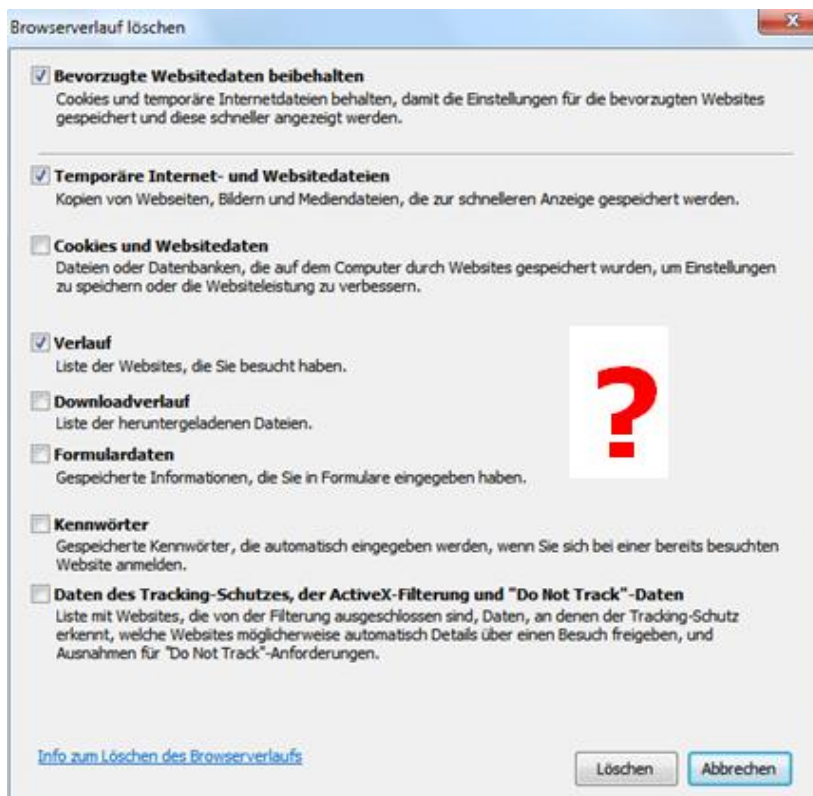 Browserverlauf löschen
Bevorzugte Websitedaten beibehalten
Cookies und temporäre Internetdateien behalten, damit die Einstellungen für die bevorzugten Websites
gespeichert und diese schneller angezeigt werden.
Temporäre Internet- und Websitedateien
Kopien von Webseiten, Bildern und Mediendateien, die zur schnelleren Anzeige gespeichert werden.
Cookies und Websitedaten
Dateien oder Datenbanken, die auf dem Computer durch Websites gespeichert wurden, um Einstellungen
zu speichern oder die Websiteleistung zu verbessern.
Verlauf
Liste der Websites, die Sie besucht haben.
Downloadverlauf
Liste der heruntergeladenen Dateien.
?
Formulardaten
Gespeicherte Informationen, die Sie in Formulare eingegeben haben.
Kennwörter
Gespeicherte Kennwörter, die automatisch eingegeben werden, wenn Sie sich bei einer bereits besuchten
Website anmelden.
Daten des Tracking-Schutzes, der ActiveX-Filterung und "Do Not Track"-Daten
Liste mit Websites, die von der Filterung ausgeschlossen sind, Daten, an denen der Tracking-Schutz
erkennt, welche Websites möglicherweise automatisch Details über einen Besuch freigeben, und
Ausnahmen für "Do Not Track"-Anforderungen.
Info zum Löschen des Browserverlaufs
Löschen
Abbrechen